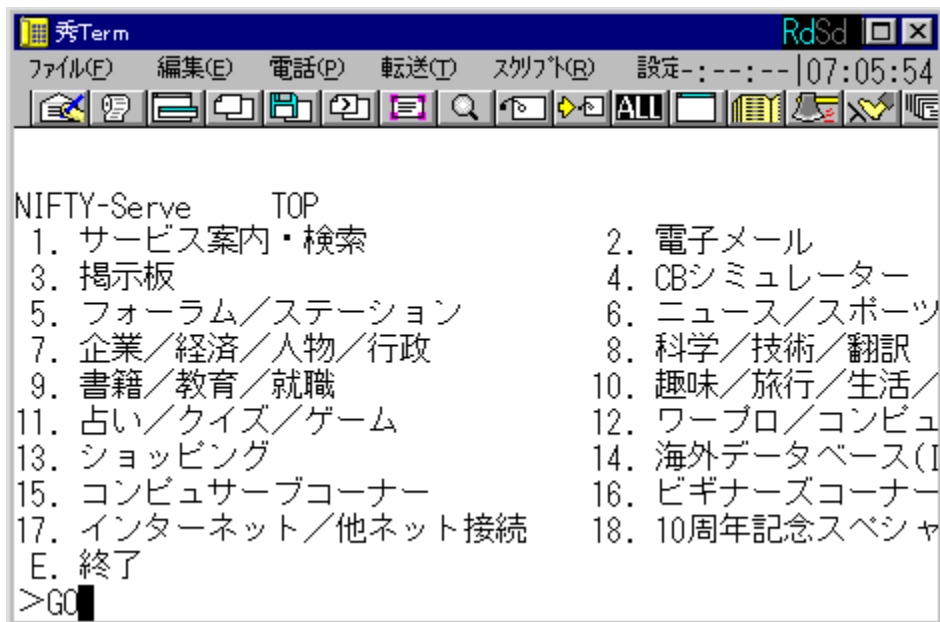 秀Term RdSd
ファイル(F) 編集(E) 電話(P) 転送(T) スクリプト(R) 設定-:--:--|07:05:54
ALL
NIFTY-Serve TOP
1. サービス案内・検索 2. 電子メール
3. 掲示板 4. CBシミュレーター
5. フォーラム／ステーション 6. ニュース／スポーツ
7. 企業／経済／人物／行政 8. 科学／技術／翻訳
9. 書籍／教育／就職 10. 趣味／旅行／生活／
11. 占い／クイズ／ゲーム 12. ワープロ／コンピュ
13. ショッピング 14. 海外データベース(I
15. コンピュサーブコーナー 16. ビギナーズコーナー
17. インターネット／他ネット接続 18. 10周年記念スペシャ
E. 終了
>GO